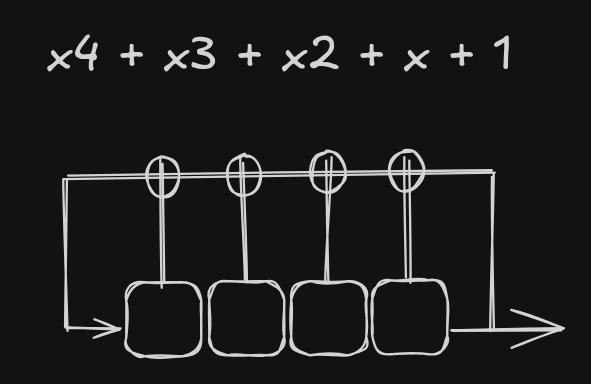 x4 + x3 + x2 + x + 1